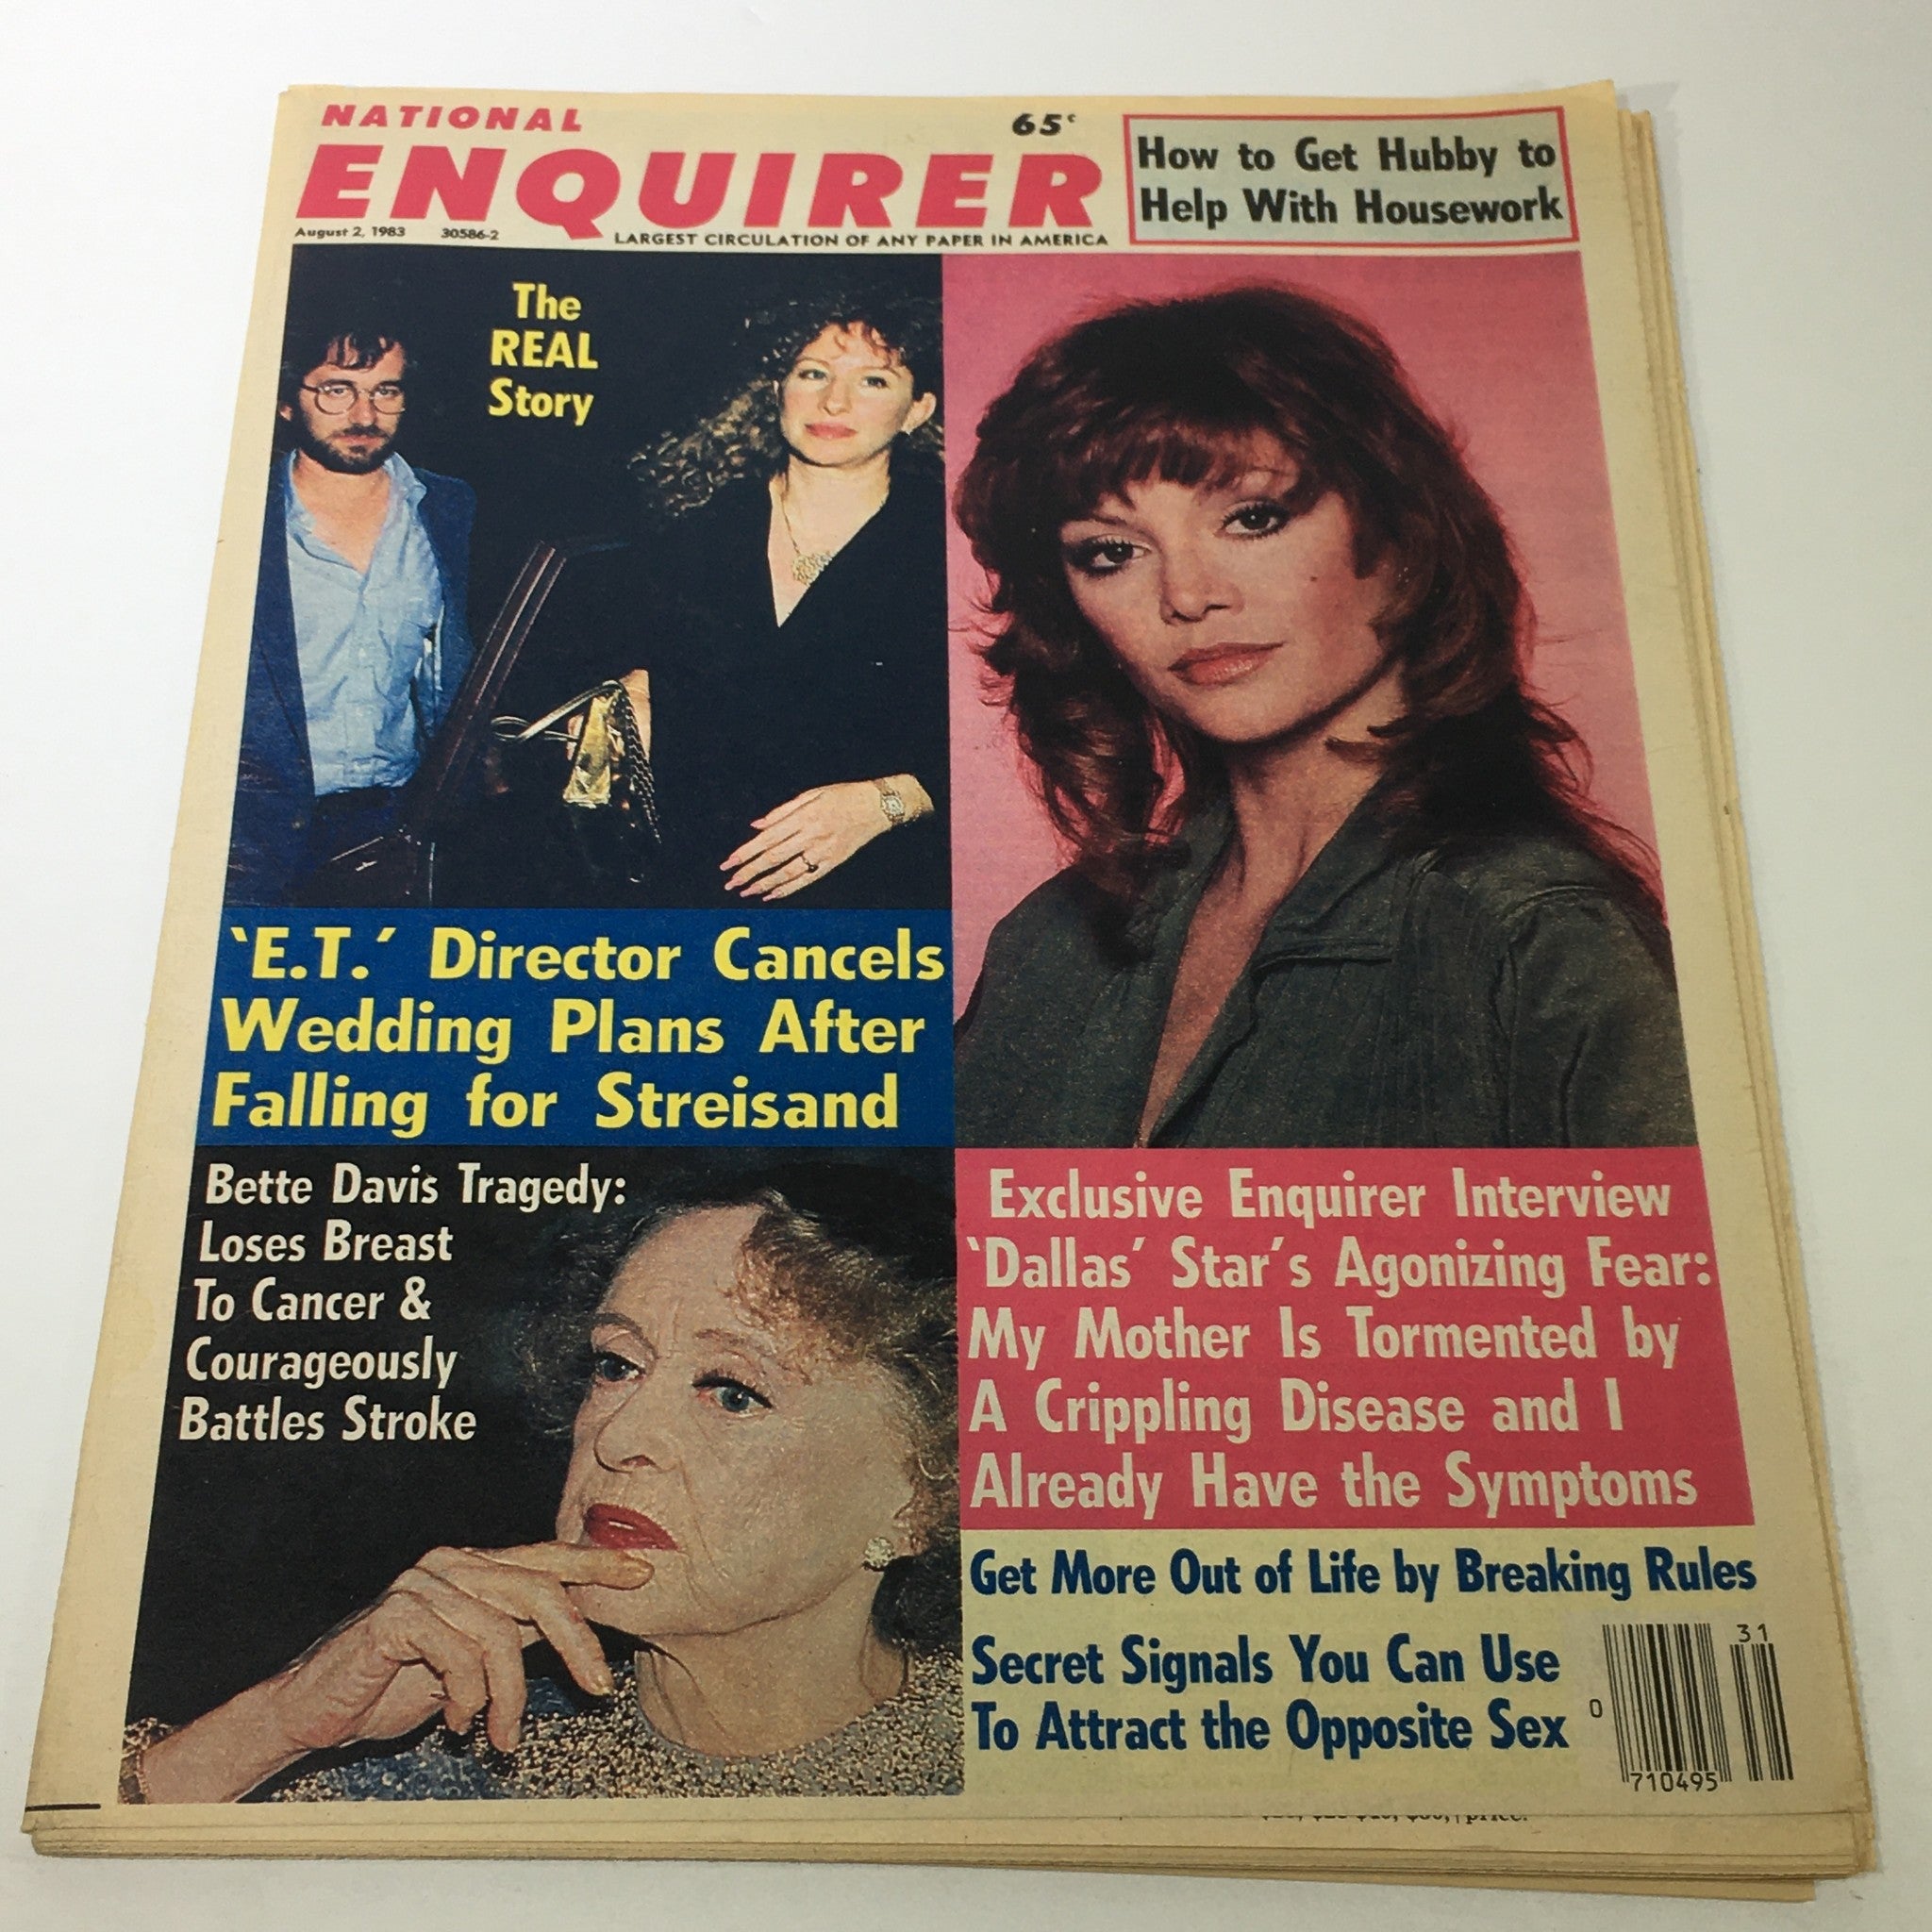 NATIONAL
ENQUIRER
65¢
August 2, 1983 30586-2
LARGEST CIRCULATION OF ANY PAPER IN AMERICA
How to Get Hubby to
Help With Housework
The
REAL
Story
‘E.T.’ Director Cancels
Wedding Plans After
Falling for Streisand
Bette Davis Tragedy:
Loses Breast
To Cancer &
Courageously
Battles Stroke
Exclusive Enquirer Interview
‘Dallas’ Star’s Agonizing Fear:
My Mother Is Tormented by
A Crippling Disease and I
Already Have the Symptoms
Get More Out of Life by Breaking Rules
Secret Signals You Can Use
To Attract the Opposite Sex
31
0
710495
price.